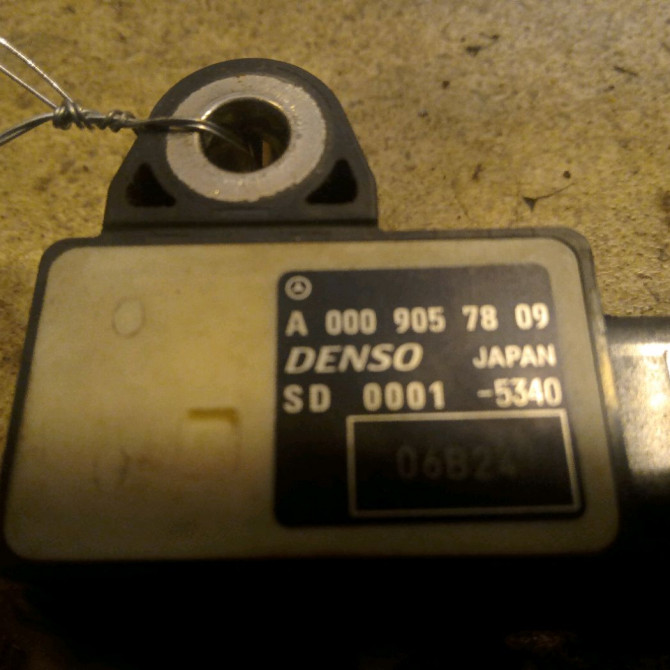 A 000 905 78 09
DENSO JAPAN
SD 0001 -5340
06B24